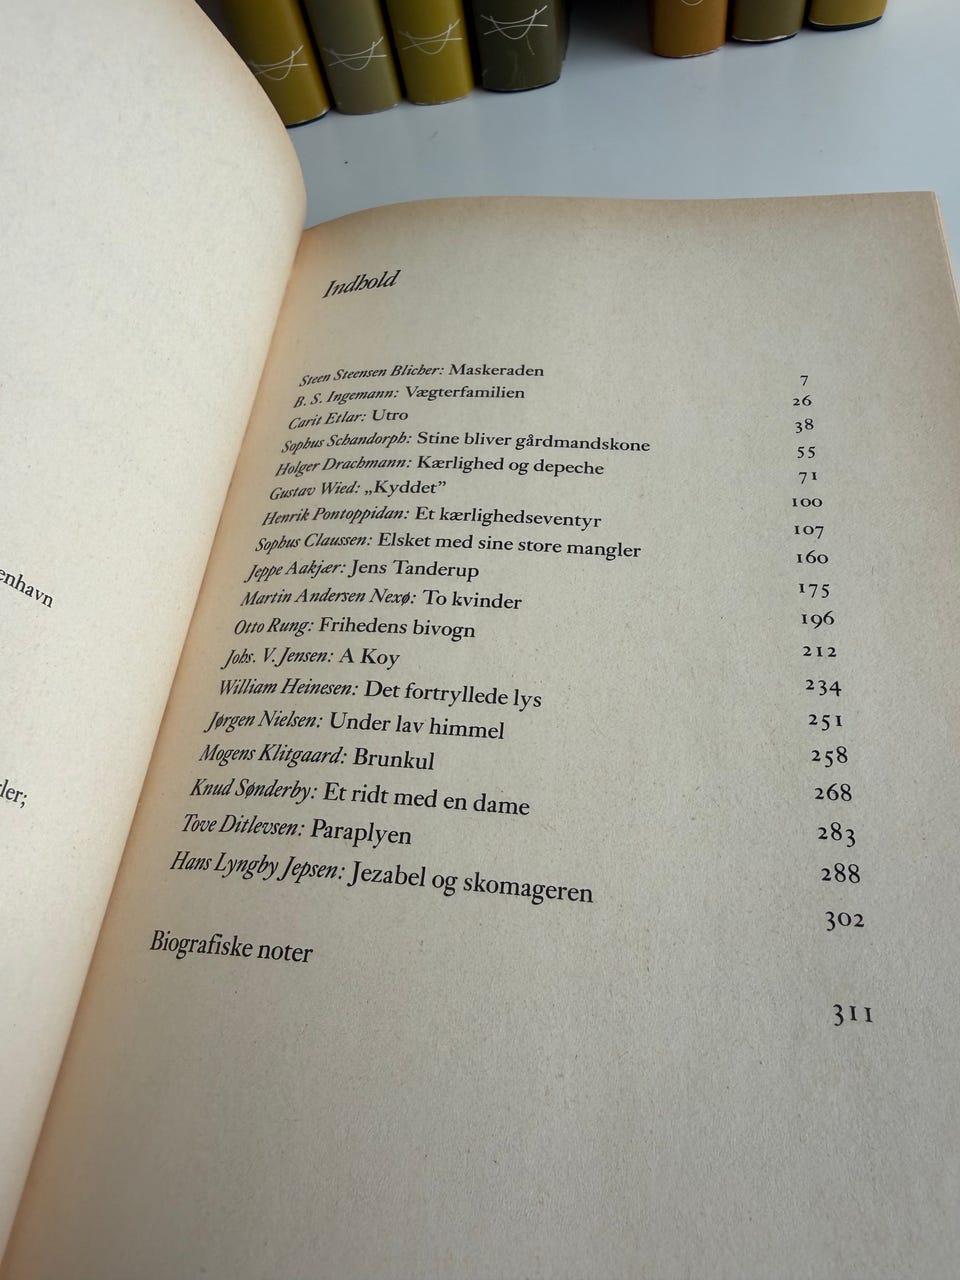 enhavn
ler;
Indhold
Steen Steensen Blicher: Maskeraden 7
B. S. Ingemann: Vægterfamilien 26
Carit Etlar: Utro 38
Sophus Schandorph: Stine bliver gårdmandskone 55
Holger Drachmann: Kærlighed og depeche 71
Gustav Wied: „Kyddet” 100
Henrik Pontoppidan: Et kærlighedseventyr 107
Sophus Claussen: Elsket med sine store mangler 160
Jeppe Aakjær: Jens Tanderup 175
Martin Andersen Nexø: To kvinder 196
Otto Rung: Frihedens bivogn 212
Johs. V. Jensen: A Koy 234
William Heinesen: Det fortryllede lys 251
Jørgen Nielsen: Under lav himmel 258
Mogens Klitgaard: Brunkul 268
Knud Sønderby: Et ridt med en dame 283
Tove Ditlevsen: Paraplyen 288
Hans Lyngby Jepsen: Jezabel og skomageren 302
Biografiske noter 311